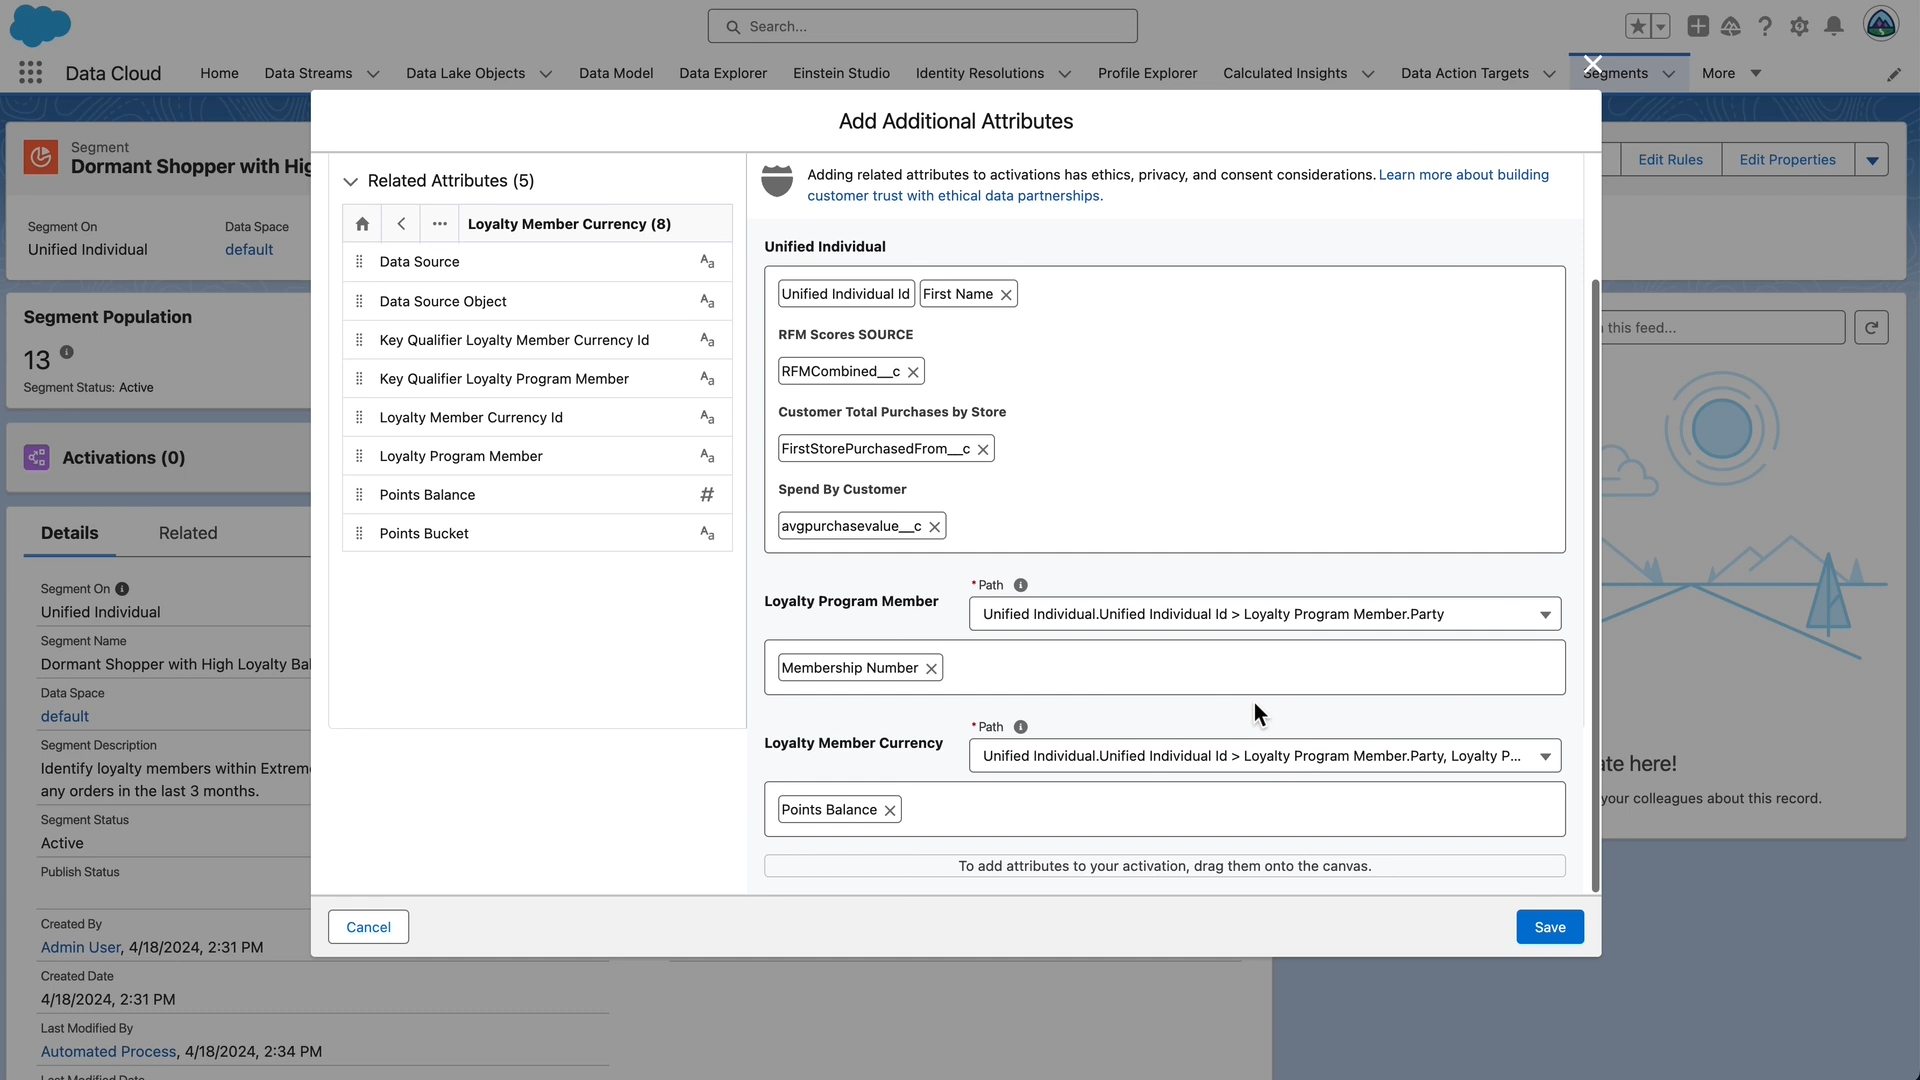 Search...
Data Cloud
Home
Data Streams
Data Lake Objects
Data Model
Data Explorer
Einstein Studio
Identity Resolutions
Profile Explorer
Calculated Insights
Data Action Targets
Segments
More
Segment
Dormant Shopper with Hig
Segment On
Unified Individual
Data Space
default
Edit Rules
Edit Properties
Segment Population
13
Segment Status: Active
Activations (0)
Details
Related
Segment On
Unified Individual
Segment Name
Dormant Shopper with High Loyalty Bal
Data Space
default
Segment Description
Identify loyalty members within Extrem
any orders in the last 3 months.
Segment Status
Active
Publish Status
Created By
Admin User, 4/18/2024, 2:31 PM
Created Date
4/18/2024, 2:31 PM
Last Modified By
Automated Process, 4/18/2024, 2:34 PM
Last Modified Date
Add Additional Attributes
Related Attributes (5)
Loyalty Member Currency (8)
Data Source Aa
Data Source Object Aa
Key Qualifier Loyalty Member Currency Id Aa
Key Qualifier Loyalty Program Member Aa
Loyalty Member Currency Id Aa
Loyalty Program Member Aa
Points Balance #
Points Bucket Aa
Adding related attributes to activations has ethics, privacy, and consent considerations. Learn more about building
customer trust with ethical data partnerships.
Unified Individual
Unified Individual Id First Name
RFM Scores SOURCE
RFMCombined__c
Customer Total Purchases by Store
FirstStorePurchasedFrom__c
Spend By Customer
avgpurchasevalue__c
* Path
Loyalty Program Member
Unified Individual.Unified Individual Id > Loyalty Program Member.Party
Membership Number
* Path
Loyalty Member Currency
Unified Individual.Unified Individual Id > Loyalty Program Member.Party, Loyalty P...
Points Balance
To add attributes to your activation, drag them onto the canvas.
Cancel
Save
this feed...
ate here!
your colleagues about this record.